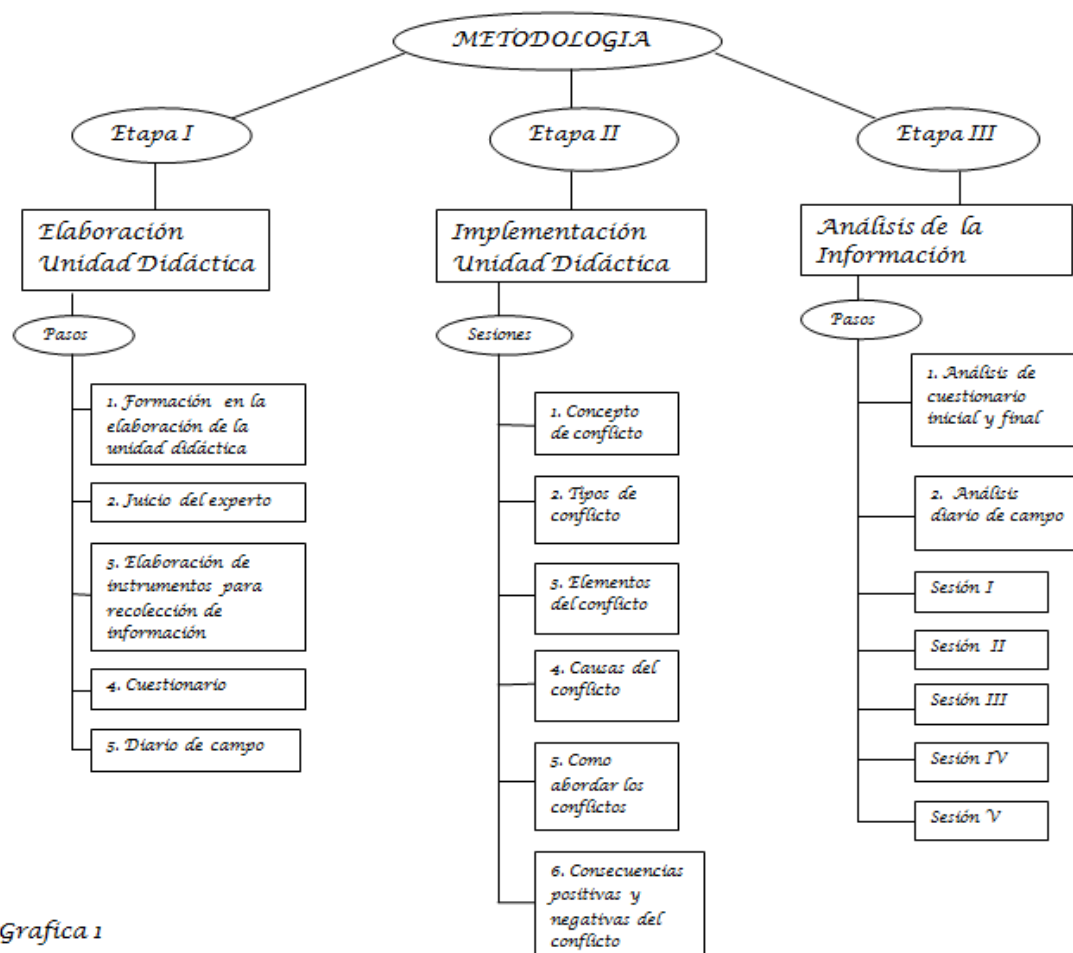 METODOLOGIA
Etapa I
Etapa II
Etapa III
Elaboración
Unidad Didáctica
Implementación
Unidad Didáctica
Análisis de la
Información
Pasos
Sesiones
Pasos
1. Formación en la
elaboración de la
unidad didáctica
2. Juicio del experto
3. Elaboración de
instrumentos para
recolección de
información
4. Cuestionario
5. Diario de campo
1. Concepto
de conflicto
2. Tipos de
conflicto
3. Elementos
del conflicto
4. Causas del
conflicto
5. Como
abordar los
conflictos
6. Consecuencias
positivas y
negativas del
conflicto
1. Análisis de
cuestionario
inicial y final
2. Análisis
diario de campo
Sesión I
Sesión II
Sesión III
Sesión IV
Sesión V
Grafica 1